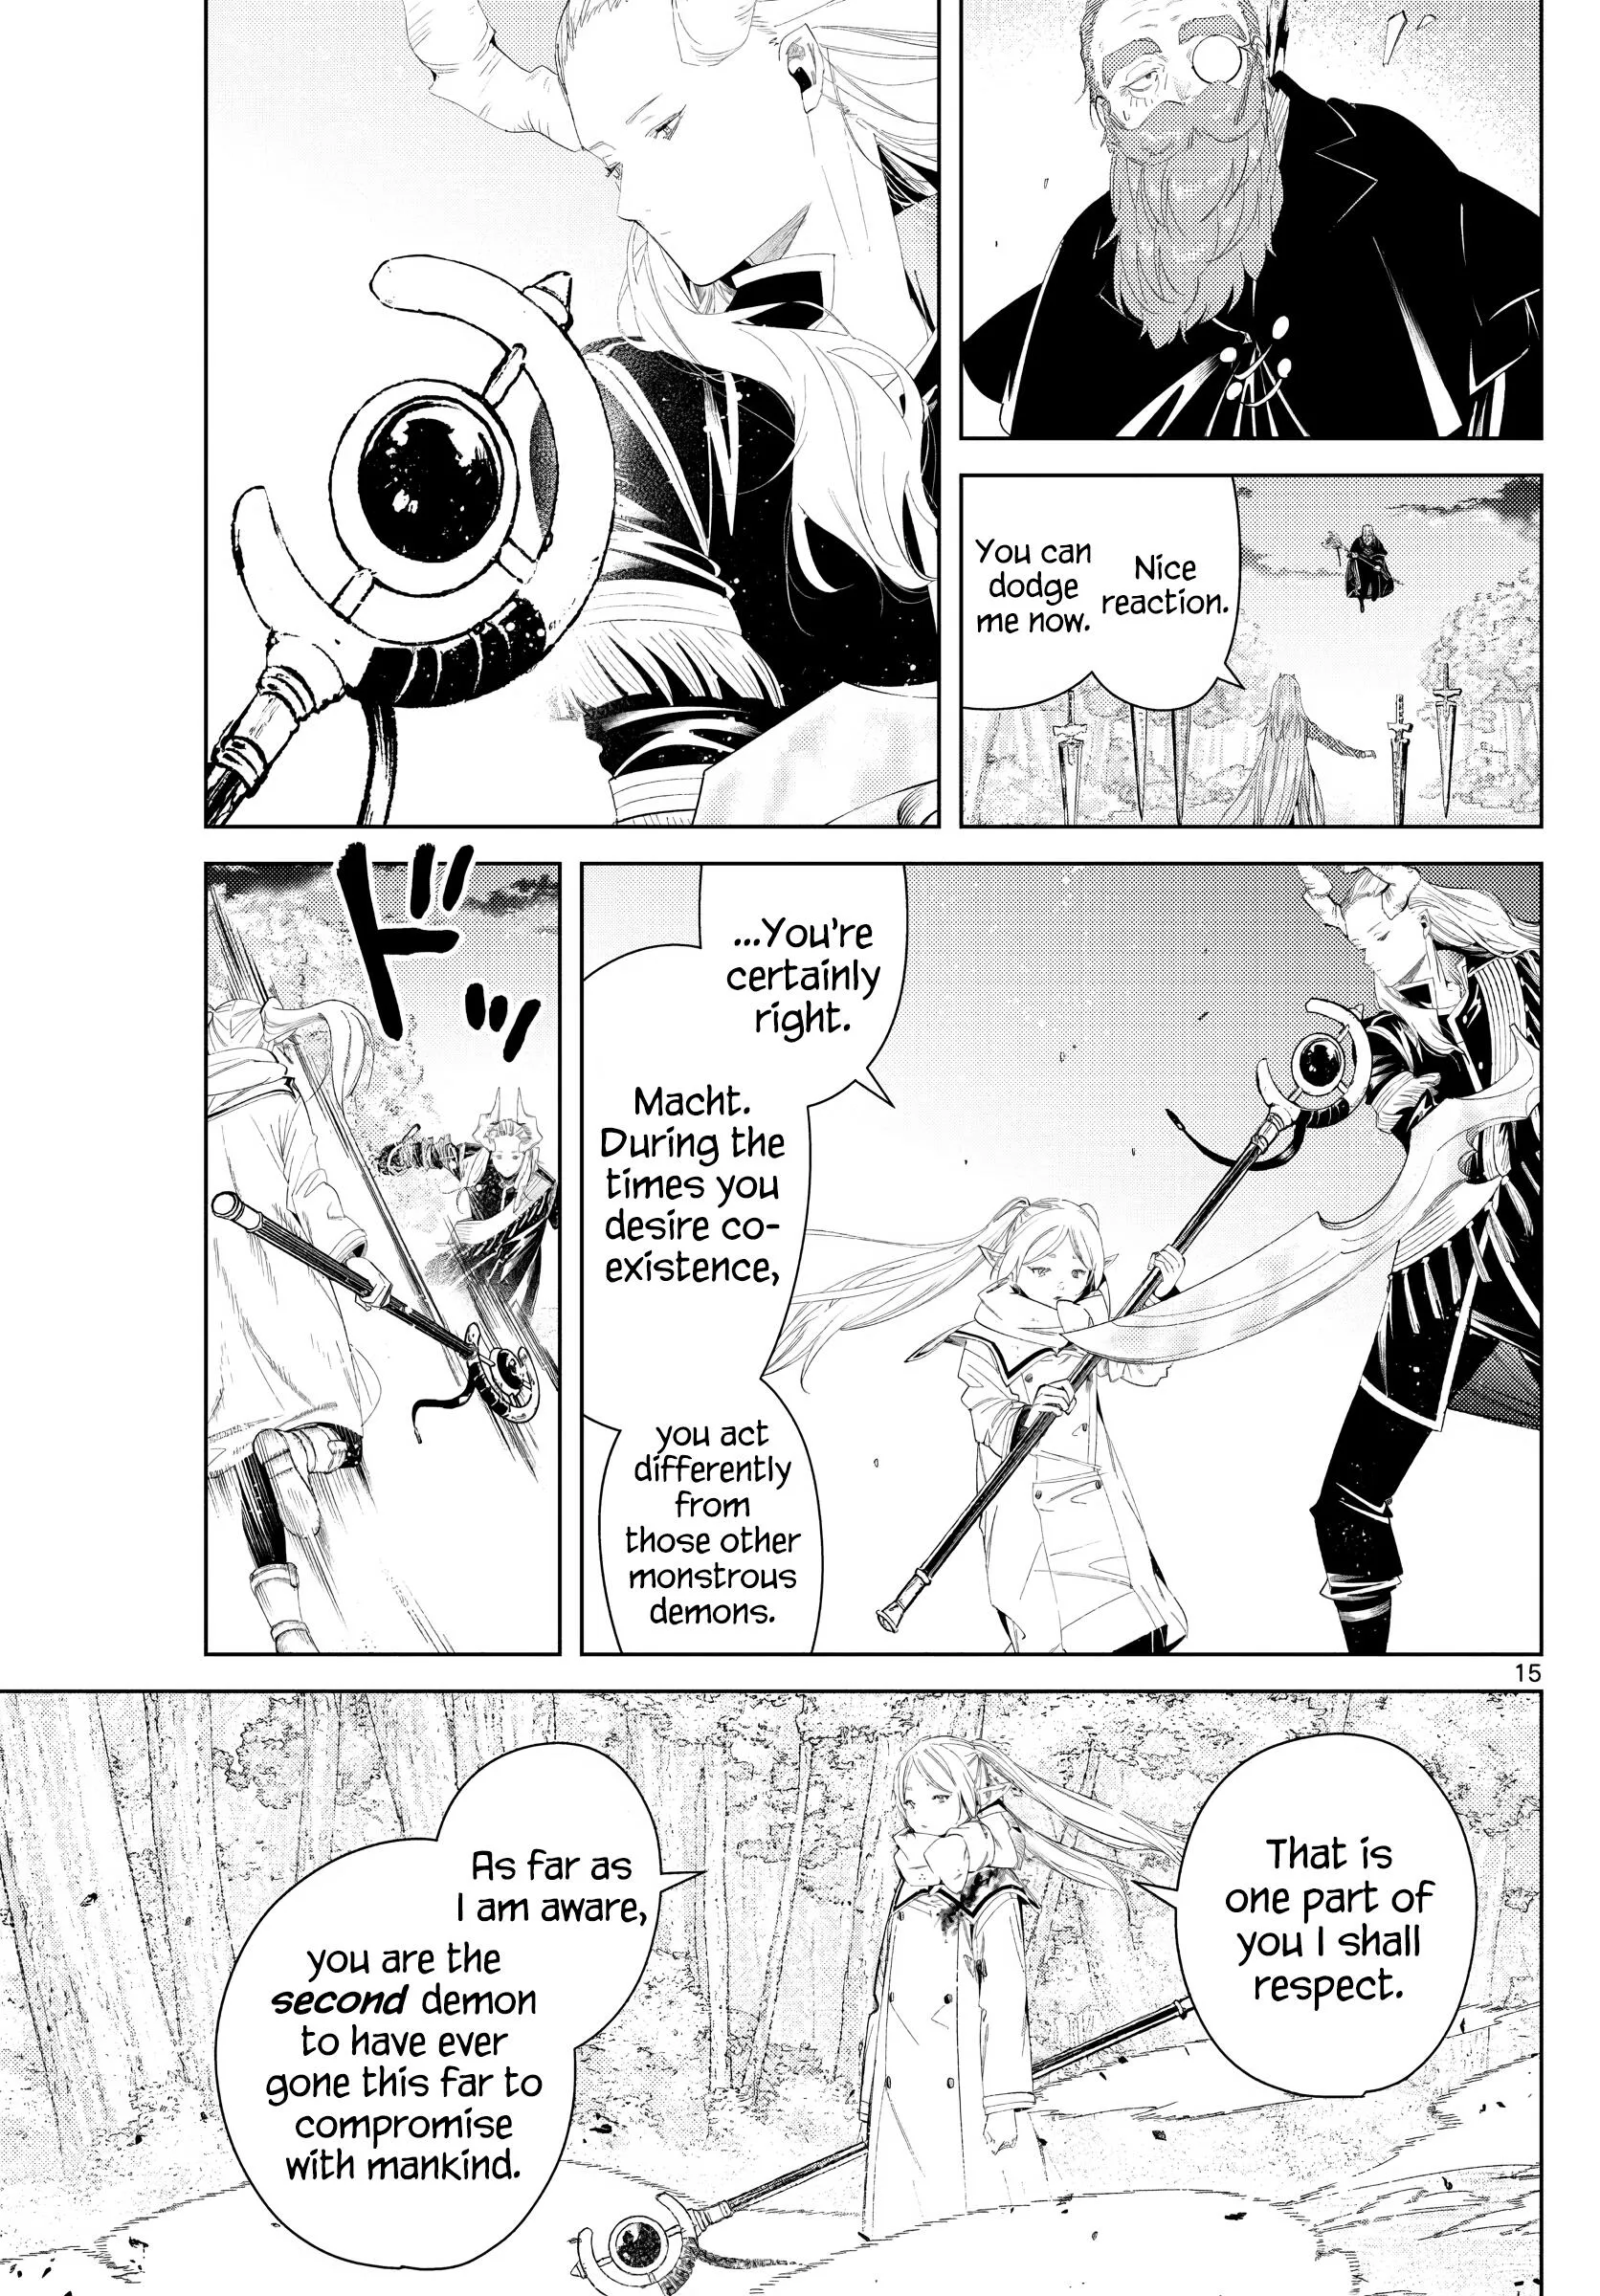 Nice
reaction.
You can
dodge
me now.
...You're
certainly
right.
Macht.
During the
times you
desire co-
existence,
you act
differently
from
those other
monstrous
demons.
ドドッ
15
That is
one part of
you I shall
respect.
As far as
I am aware,
you are the
second demon
to have ever
gone this far to
compromise
with mankind.